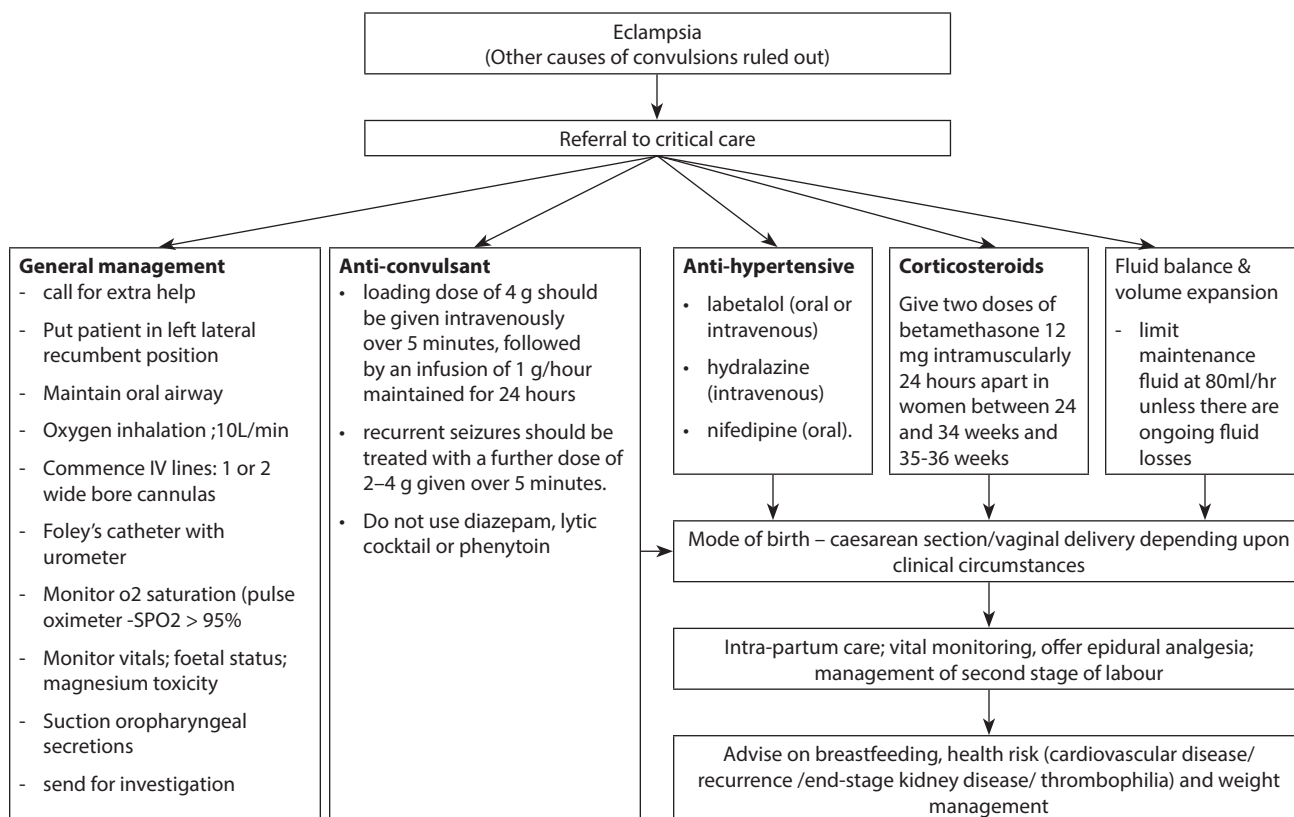 Eclampsia
(Other causes of convulsions ruled out)
Referral to critical care
General management
- call for extra help
- Put patient in left lateral
recumbent position
- Maintain oral airway
- Oxygen inhalation ;10L/min
- Commence IV lines: 1 or 2
wide bore cannulas
- Foley's catheter with
urometer
- Monitor o2 saturation (pulse
oximeter -SPO2 > 95%
- Monitor vitals; foetal status;
magnesium toxicity
- Suction oropharyngeal
secretions
- send for investigation
Anti-convulsant
• loading dose of 4 g should
be given intravenously
over 5 minutes, followed
by an infusion of 1 g/hour
maintained for 24 hours
• recurrent seizures should be
treated with a further dose of
2–4 g given over 5 minutes.
• Do not use diazepam, lytic
cocktail or phenytoin
Anti-hypertensive
• labetalol (oral or
intravenous)
• hydralazine
(intravenous)
• nifedipine (oral).
Corticosteroids
Give two doses of
betamethasone 12
mg intramuscularly
24 hours apart in
women between 24
and 34 weeks and
35-36 weeks
Fluid balance &
volume expansion
- limit
maintenance
fluid at 80ml/hr
unless there are
ongoing fluid
losses
Mode of birth – caesarean section/vaginal delivery depending upon
clinical circumstances
Intra-partum care; vital monitoring, offer epidural analgesia;
management of second stage of labour
Advise on breastfeeding, health risk (cardiovascular disease/
recurrence /end-stage kidney disease/ thrombophilia) and weight
management